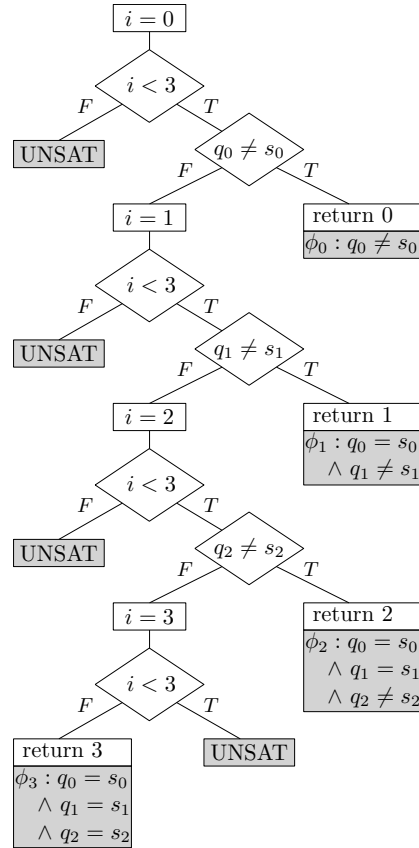 i = 0
i < 3
F
T
UNSAT
q₀ ≠ s₀
F
T
i = 1
return 0
ϕ₀ : q₀ ≠ s₀
i < 3
F
T
UNSAT
q₁ ≠ s₁
F
T
i = 2
return 1
ϕ₁ : q₀ = s₀
∧ q₁ ≠ s₁
i < 3
F
T
UNSAT
q₂ ≠ s₂
F
T
i = 3
return 2
ϕ₂ : q₀ = s₀
∧ q₁ = s₁
∧ q₂ ≠ s₂
i < 3
F
T
return 3
ϕ₃ : q₀ = s₀
∧ q₁ = s₁
∧ q₂ = s₂
UNSAT